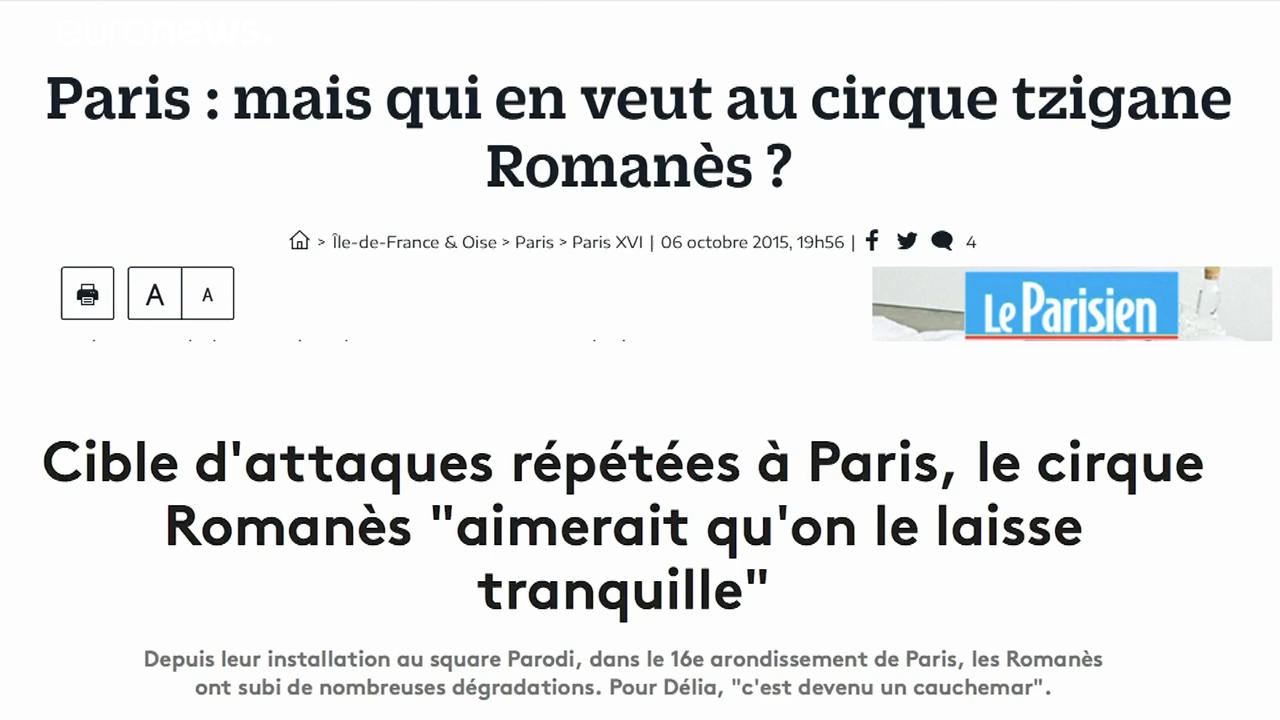 euronews.
Paris : mais qui en veut au cirque tzigane
Romanès ?
> Île-de-France & Oise > Paris > Paris XVI | 06 octobre 2015, 19h56 | 4
A A
Le Parisien
Cible d'attaques répétées à Paris, le cirque
Romanès "aimerait qu'on le laisse
tranquille"
Depuis leur installation au square Parodi, dans le 16e arondissement de Paris, les Romanès
ont subi de nombreuses dégradations. Pour Délia, "c'est devenu un cauchemar".